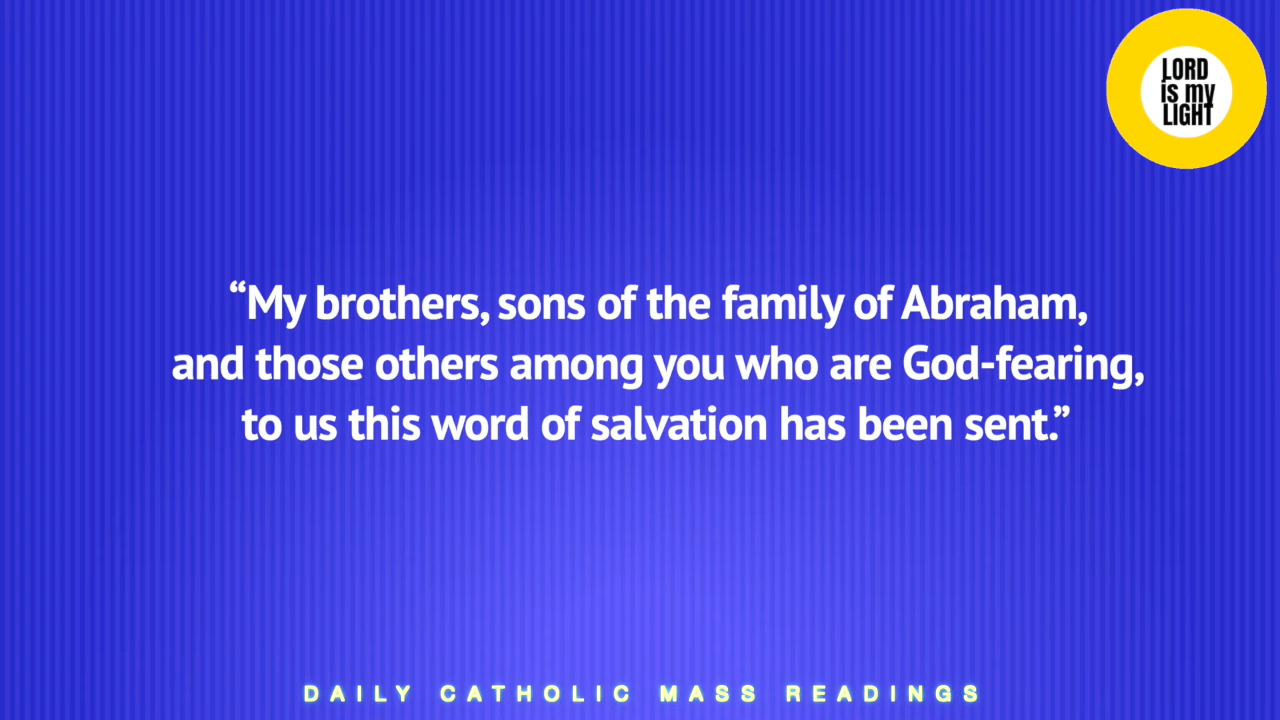 LORD
is my
LIGHT
“My brothers, sons of the family of Abraham,
and those others among you who are God-fearing,
to us this word of salvation has been sent.”
DAILY CATHOLIC MASS READINGS